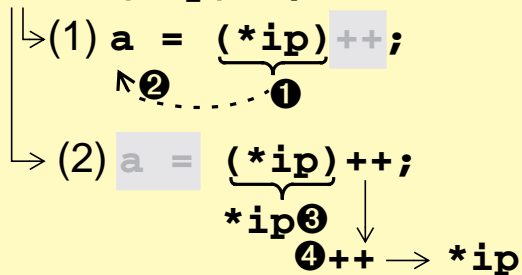 (1) a = (*ip)++;
❷ ❶
(2) a = (*ip)++;
*ip❸
❹++ → *ip